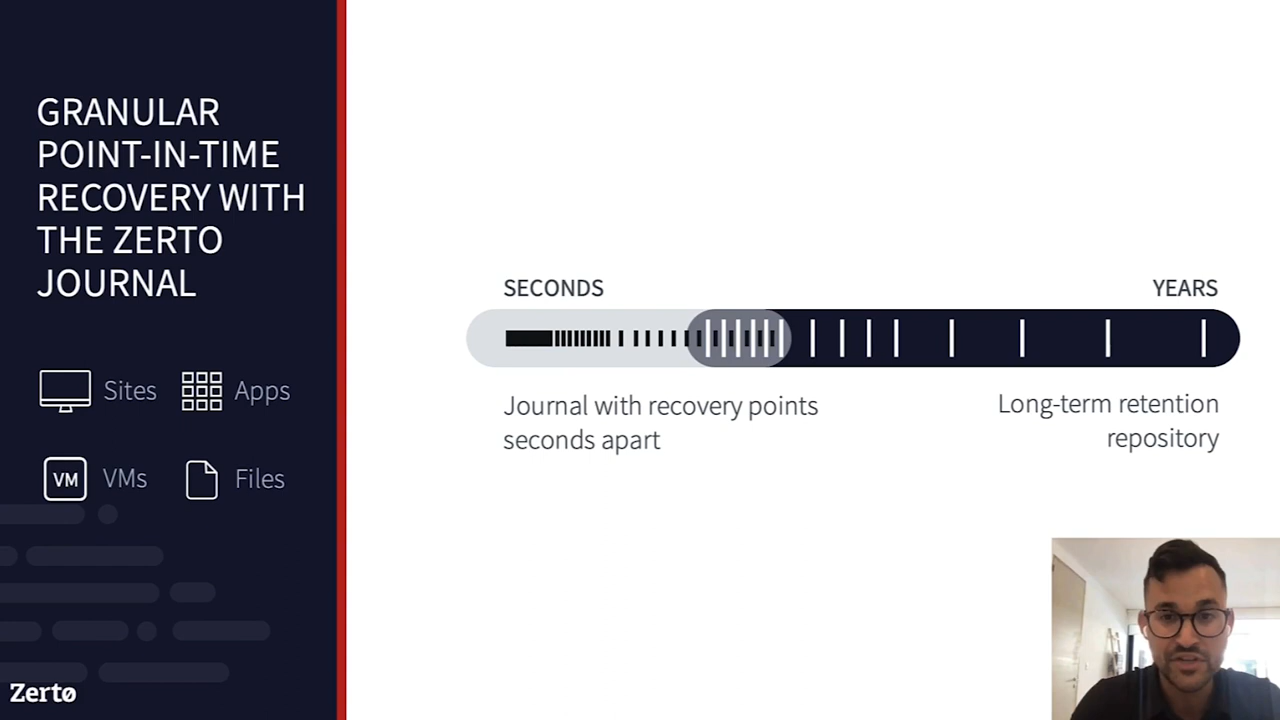 GRANULAR
POINT-IN-TIME
RECOVERY WITH
THE ZERTO
JOURNAL
Sites
Apps
VM
VMs
Files
Zerto
SECONDS
YEARS
Journal with recovery points
seconds apart
Long-term retention
repository